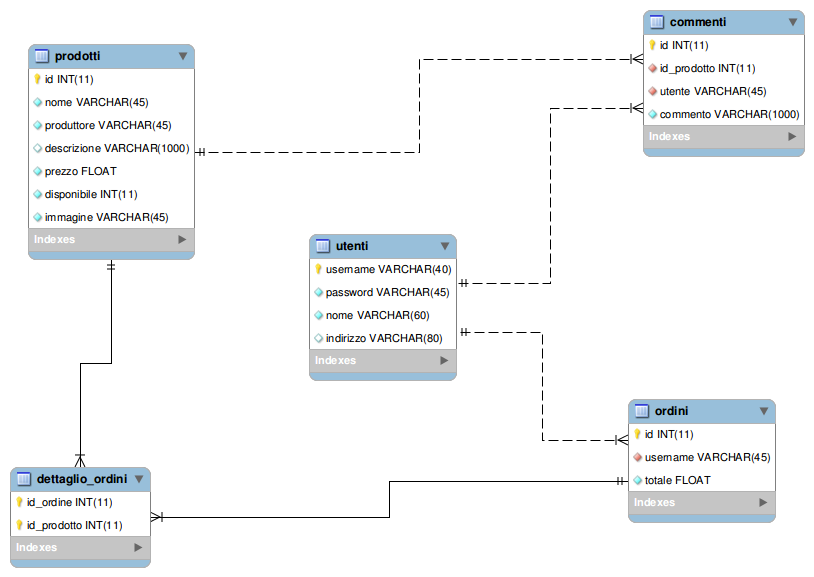 prodotti
id INT(11)
nome VARCHAR(45)
produttore VARCHAR(45)
descrizione VARCHAR(1000)
prezzo FLOAT
disponibile INT(11)
immagine VARCHAR(45)
Indexes
commenti
id INT(11)
id_prodotto INT(11)
utente VARCHAR(45)
commento VARCHAR(1000)
Indexes
utenti
username VARCHAR(40)
password VARCHAR(45)
nome VARCHAR(60)
indirizzo VARCHAR(80)
Indexes
ordini
id INT(11)
username VARCHAR(45)
totale FLOAT
Indexes
dettaglio_ordini
id_ordine INT(11)
id_prodotto INT(11)
Indexes